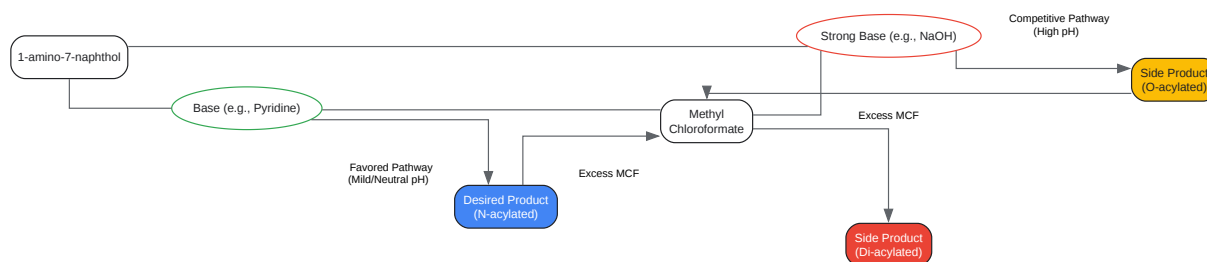 Competitive Pathway
(High pH)
Strong Base (e.g., NaOH)
1-amino-7-naphthol
Side Product
(O-acylated)
Base (e.g., Pyridine)
Methyl
Chloroformate
Excess MCF
Favored Pathway
(Mild/Neutral pH)
Excess MCF
Desired Product
(N-acylated)
Side Product
(Di-acylated)